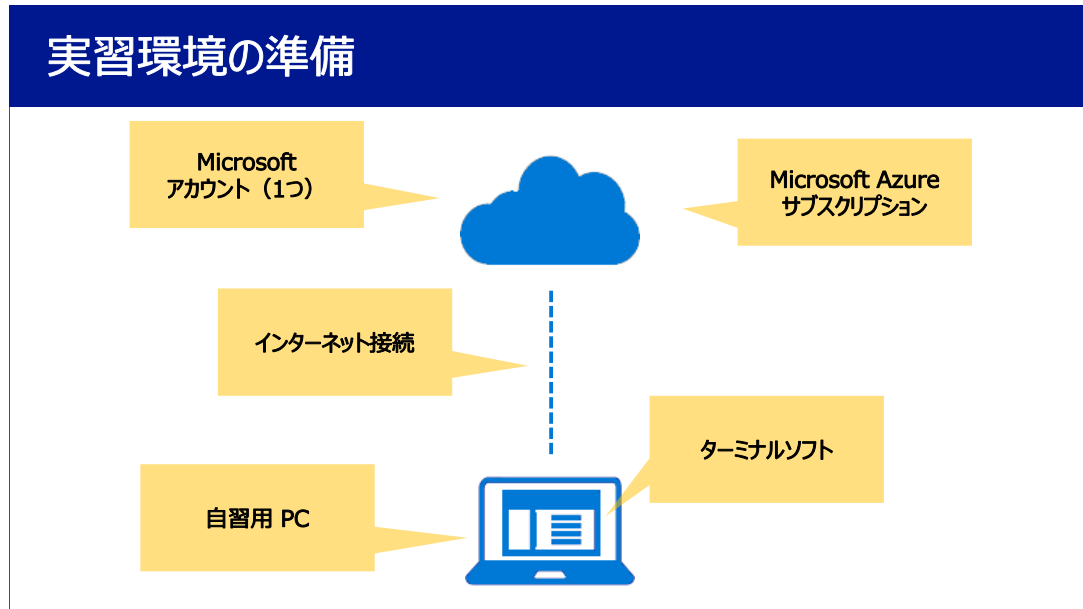 実習環境の準備
Microsoft
アカウント（1つ）
Microsoft Azure
サブスクリプション
インターネット接続
ターミナルソフト
自習用 PC